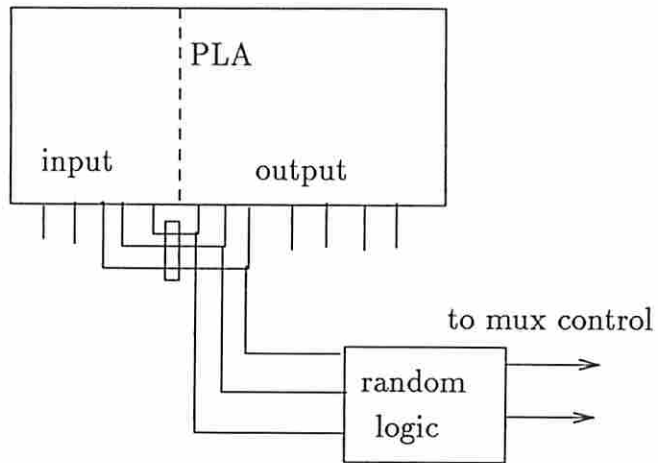 PLA
input
output
to mux control
random
logic